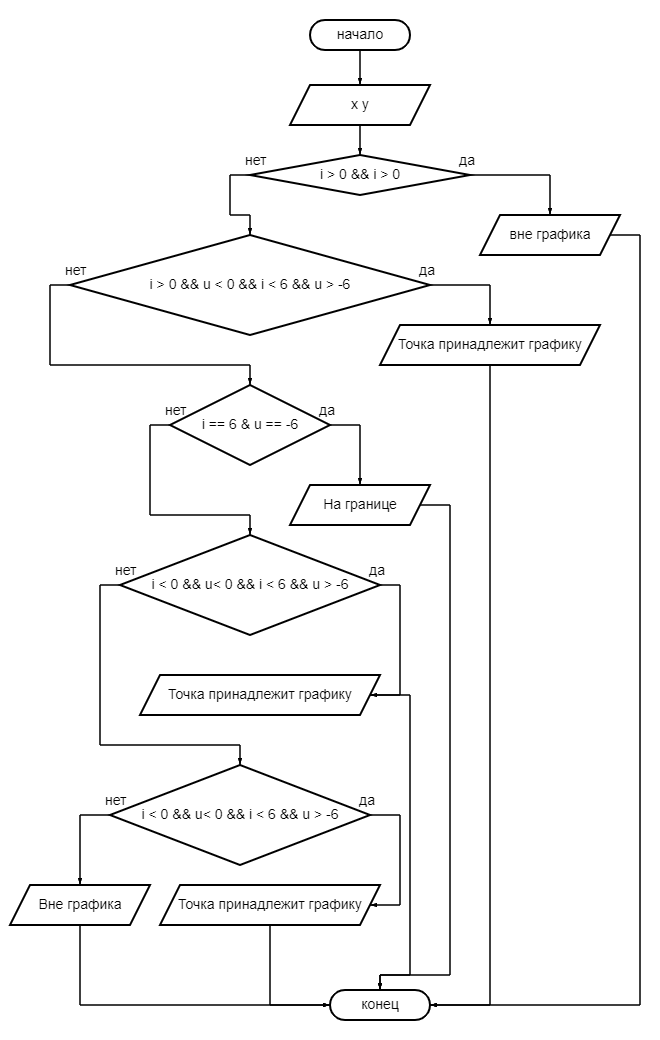 начало
x y
нет
да
i > 0 && i > 0
вне графика
нет
да
i > 0 && u < 0 && i < 6 && u > -6
Точка принадлежит графику
нет
да
i == 6 & u == -6
На границе
нет
да
i < 0 && u< 0 && i < 6 && u > -6
Точка принадлежит графику
нет
да
i < 0 && u< 0 && i < 6 && u > -6
Вне графика
Точка принадлежит графику
конец